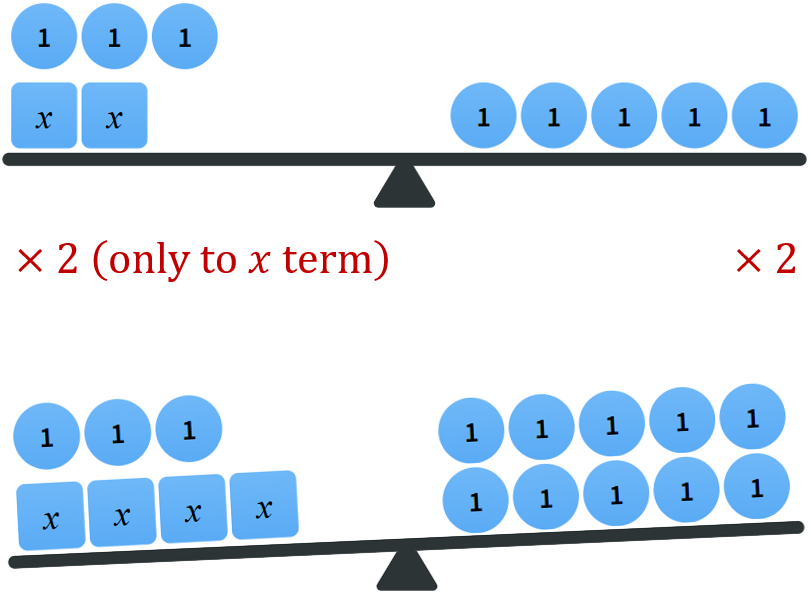 1 1 1
x x 1 1 1 1 1
× 2 (only to x term) × 2
1 1 1 1 1 1 1 1
x x x x 1 1 1 1 1